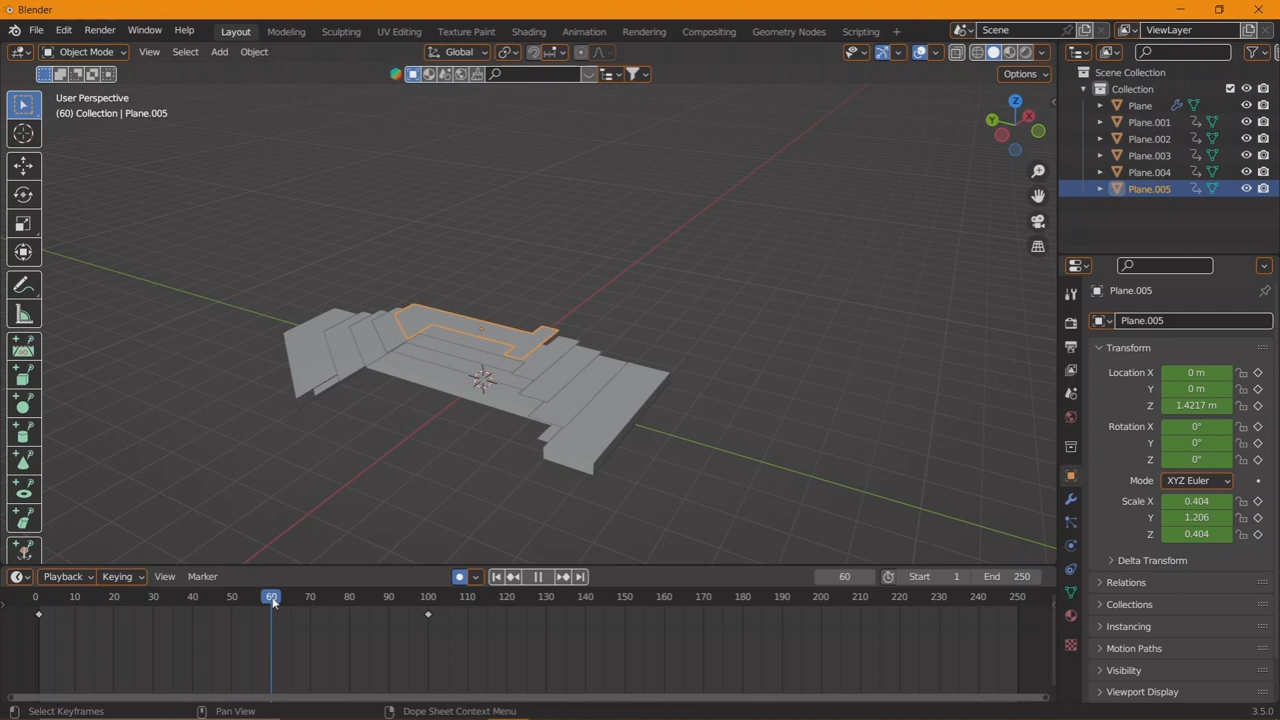 Blender
File Edit Render Window Help Layout Modeling Sculpting UV Editing Texture Paint Shading Animation Rendering Compositing Geometry Nodes Scripting + Scene ViewLayer
Object Mode View Select Add Object Global
Options
User Perspective
(60) Collection | Plane.005
Z
Y
X
Scene Collection
Collection
Plane
Plane.001
Plane.002
Plane.003
Plane.004
Plane.005
Plane.005
Plane.005
Transform
Location X 0 m
Y 0 m
Z 1.4217 m
Rotation X 0°
Y 0°
Z 0°
Mode XYZ Euler
Scale X 0.404
Y 1.206
Z 0.404
Delta Transform
Relations
Collections
Instancing
Motion Paths
Visibility
Viewport Display
Playback Keying View Marker 60 Start 1 End 250
0 10 20 30 40 50 60 70 80 90 100 110 120 130 140 150 160 170 180 190 200 210 220 230 240 250
Select Keyframes Pan View Dope Sheet Context Menu 3.5.0